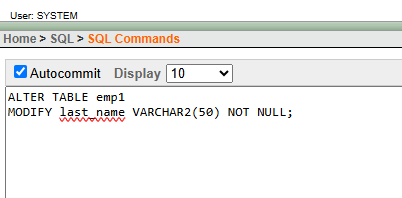 User: SYSTEM
Home > SQL > SQL Commands
Autocommit Display 10
ALTER TABLE emp1
MODIFY last_name VARCHAR2(50) NOT NULL;